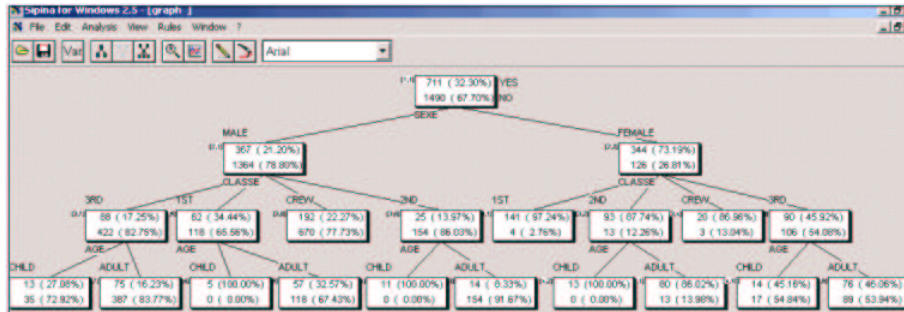 Sipina for Windows 2.5 - [graph ]
File Edit Analysis View Rules Window ?
Var Arial
711 ( 32.30%) YES
1490 ( 67.70%) NO
SEXE
MALE FEMALE
367 ( 21.20%) 344 ( 73.19%)
1364 ( 78.80%) 126 ( 26.81%)
CLASSE CLASSE
3RD 1ST CREW 2ND 1ST 2ND CREW 3RD
88 ( 17.25%) 62 ( 34.44%) 192 ( 22.27%) 25 ( 13.97%) 141 ( 97.24%) 93 ( 87.74%) 20 ( 86.96%) 90 ( 45.92%)
422 ( 82.75%) 118 ( 65.56%) 670 ( 77.73%) 154 ( 86.03%) 4 ( 2.76%) 13 ( 12.26%) 3 ( 13.04%) 106 ( 54.08%)
AGE AGE AGE AGE AGE
CHILD ADULT CHILD ADULT CHILD ADULT CHILD ADULT CHILD ADULT
13 ( 27.08%) 75 ( 16.23%) 5 (100.00%) 57 ( 32.57%) 11 (100.00%) 14 ( 8.33%) 13 (100.00%) 80 ( 86.02%) 14 ( 45.16%) 76 ( 46.06%)
35 ( 72.92%) 387 ( 83.77%) 0 ( 0.00%) 118 ( 67.43%) 0 ( 0.00%) 154 ( 91.67%) 0 ( 0.00%) 13 ( 13.98%) 17 ( 54.84%) 89 ( 53.94%)